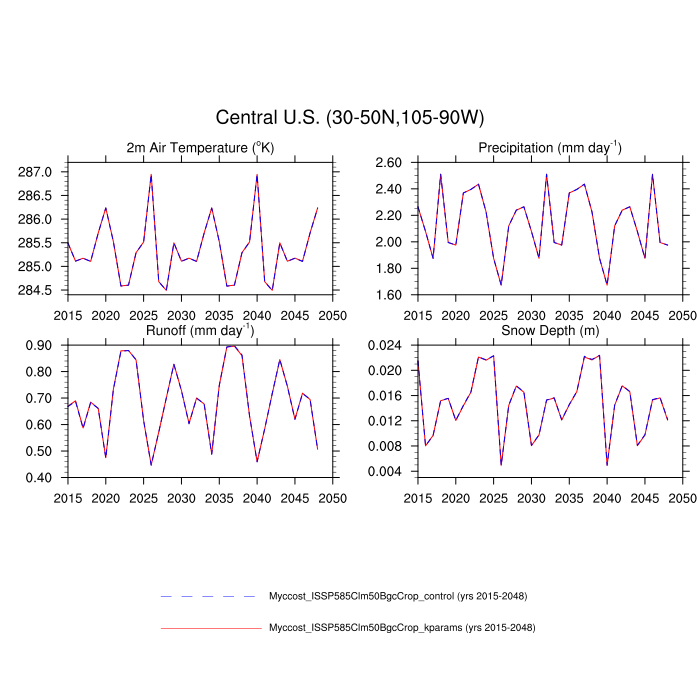 Central U.S. (30-50N,105-90W)
2m Air Temperature (°K)
Precipitation (mm day⁻¹)
287.0
286.5
286.0
285.5
285.0
284.5
2015 2020 2025 2030 2035 2040 2045 2050
2.60
2.40
2.20
2.00
1.80
1.60
2015 2020 2025 2030 2035 2040 2045 2050
Runoff (mm day⁻¹)
Snow Depth (m)
0.90
0.80
0.70
0.60
0.50
0.40
2015 2020 2025 2030 2035 2040 2045 2050
0.024
0.020
0.016
0.012
0.008
0.004
2015 2020 2025 2030 2035 2040 2045 2050
Myccost_ISSP585Clm50BgcCrop_control (yrs 2015-2048)
Myccost_ISSP585Clm50BgcCrop_kparams (yrs 2015-2048)